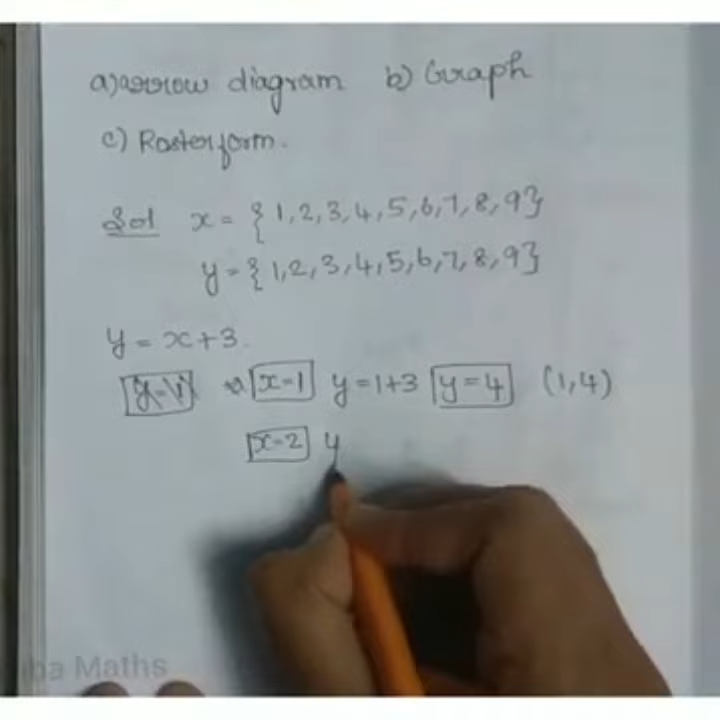 a) arrow diagram b) Graph
c) Roster form.
Sol x = { 1, 2, 3, 4, 5, 6, 7, 8, 9}
y = { 1, 2, 3, 4, 5, 6, 7, 8, 9}
y = x + 3.
x=1 y = 1+3 y = 4 (1,4)
x=2 y
Maths